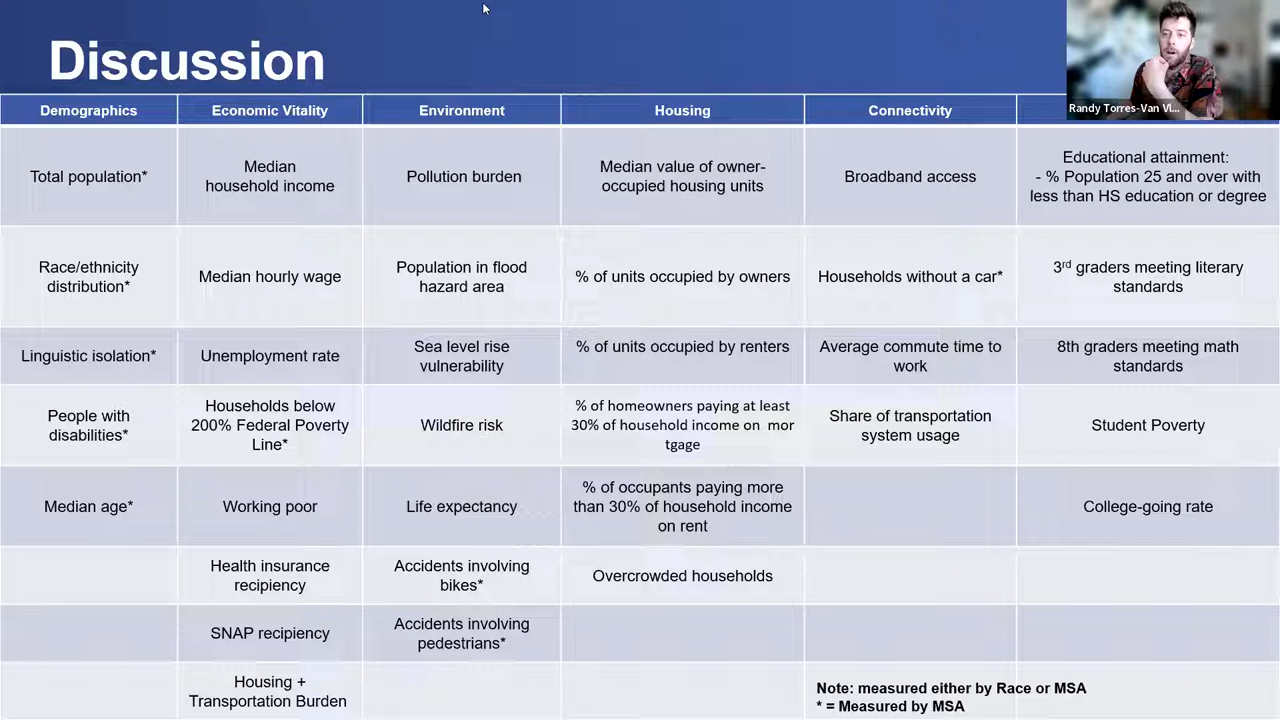 Discussion
Randy Torres-Van Vl...
Demographics
Economic Vitality
Environment
Housing
Connectivity
Total population*
Median
household income
Pollution burden
Median value of owner-
occupied housing units
Broadband access
Educational attainment:
- % Population 25 and over with
less than HS education or degree
Race/ethnicity
distribution*
Median hourly wage
Population in flood
hazard area
% of units occupied by owners
Households without a car*
3rd graders meeting literary
standards
Linguistic isolation*
Unemployment rate
Sea level rise
vulnerability
% of units occupied by renters
Average commute time to
work
8th graders meeting math
standards
People with
disabilities*
Households below
200% Federal Poverty
Line*
Wildfire risk
% of homeowners paying at least
30% of household income on mor
tgage
Share of transportation
system usage
Student Poverty
Median age*
Working poor
Life expectancy
% of occupants paying more
than 30% of household income
on rent
College-going rate
Health insurance
recipiency
Accidents involving
bikes*
Overcrowded households
SNAP recipiency
Accidents involving
pedestrians*
Housing +
Transportation Burden
Note: measured either by Race or MSA
* = Measured by MSA